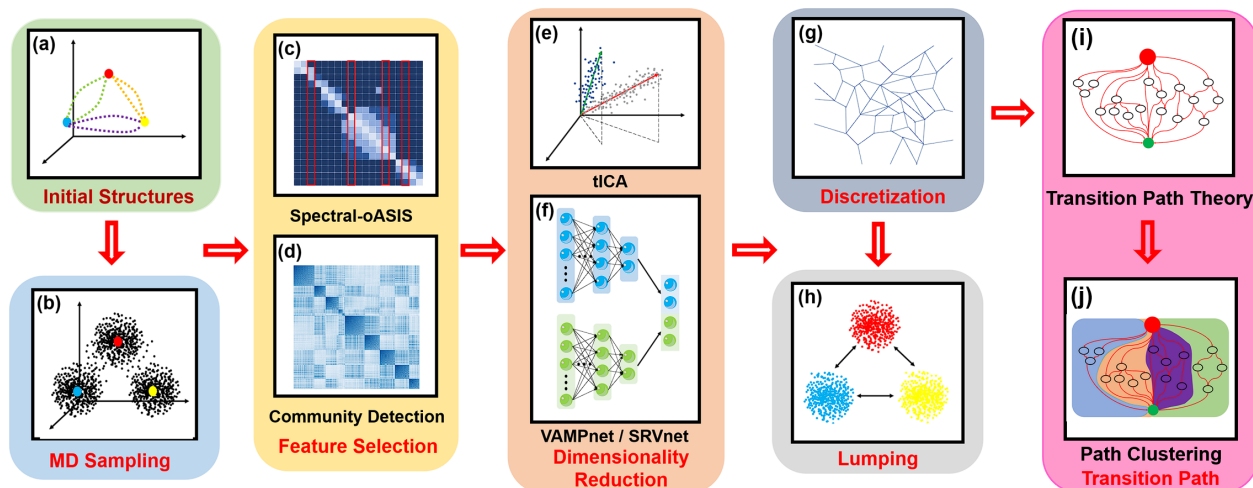 (a)
Initial Structures
(b)
MD Sampling
(c)
Spectral-oASIS
(d)
Community Detection
Feature Selection
(e)
tICA
(f)
VAMPnet / SRVnet
Dimensionality
Reduction
(g)
Discretization
(h)
Lumping
(i)
Transition Path Theory
(j)
Path Clustering
Transition Path